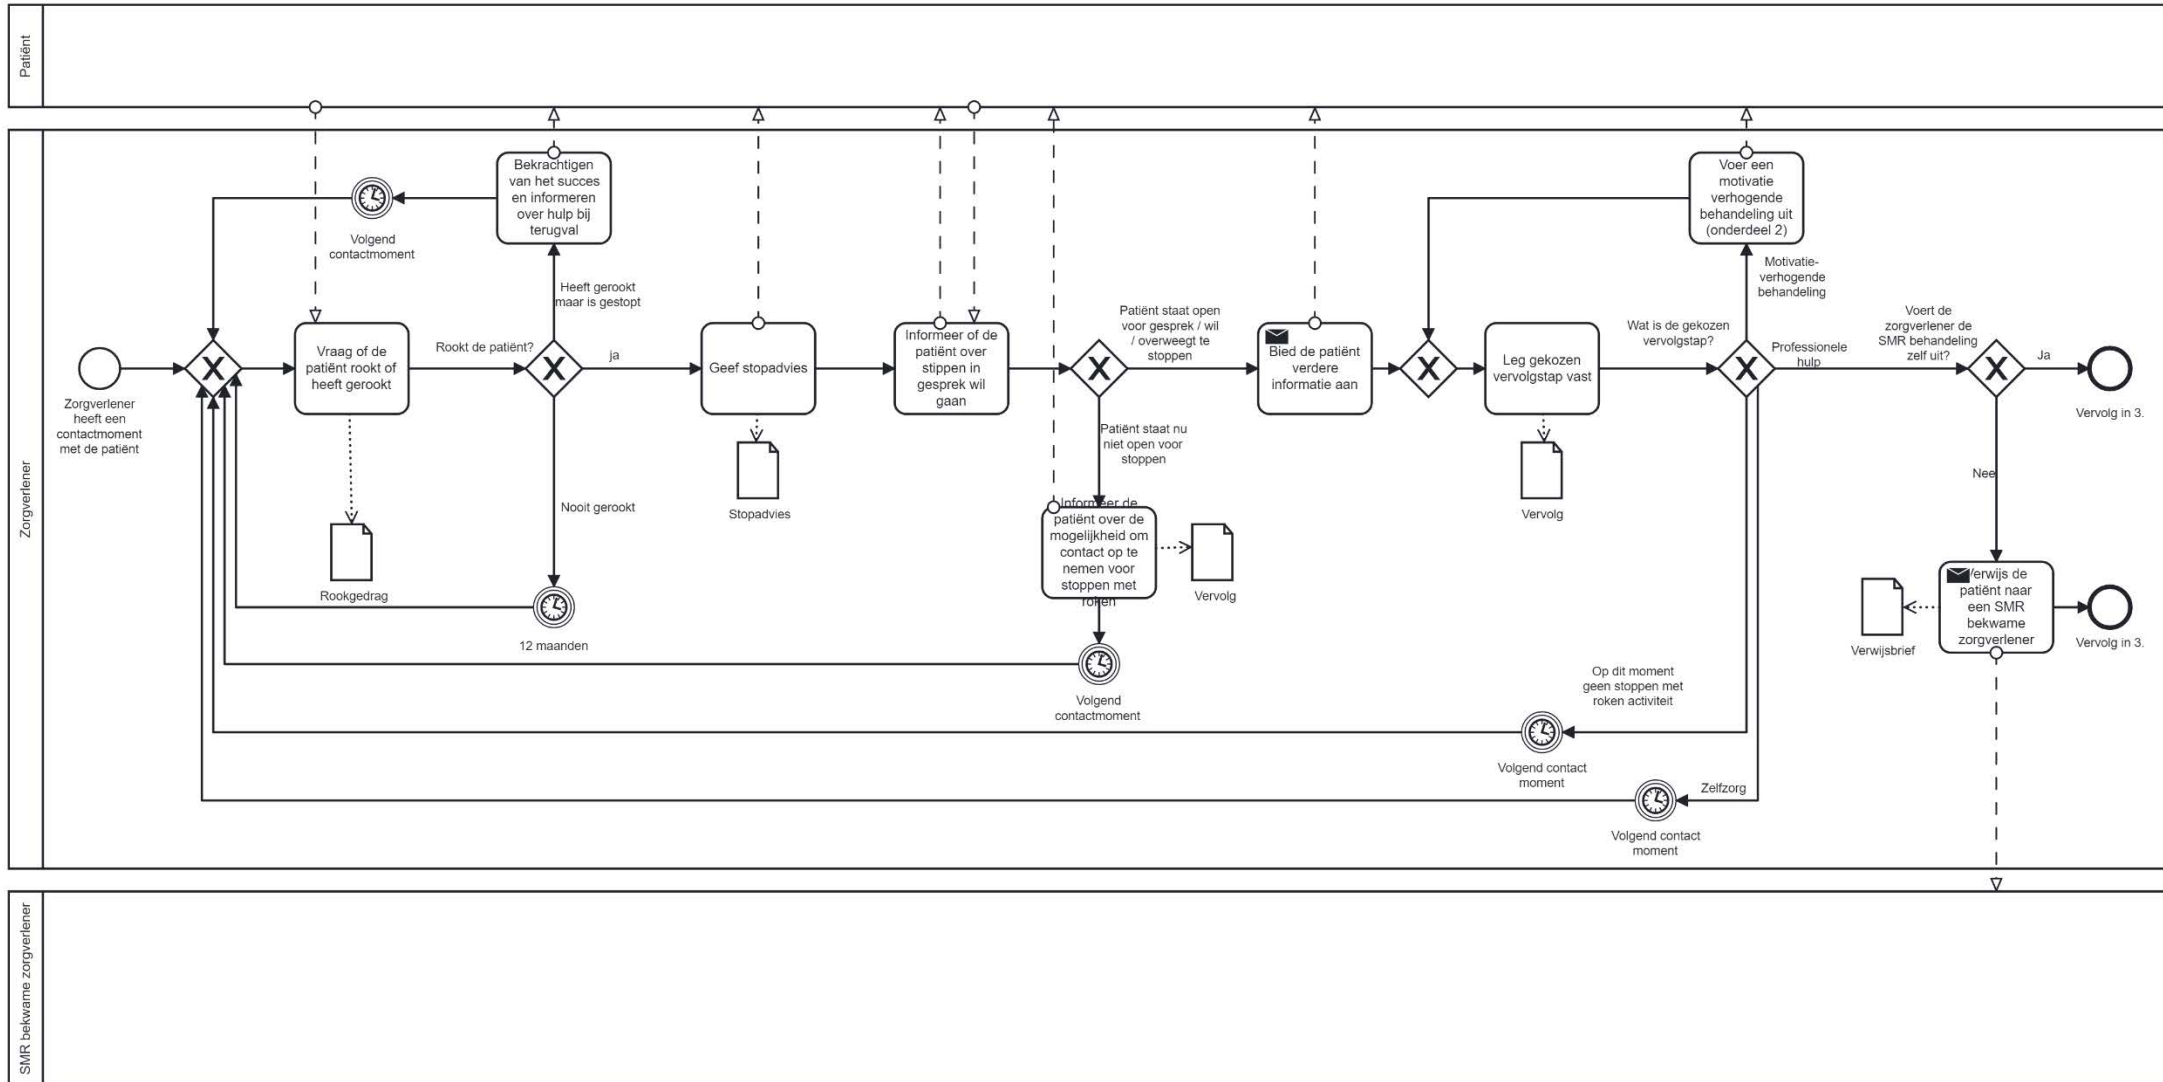 Patiënt
Zorgverlener
SMR bekwame zorgverlener
Zorgverlener
heeft een
contactmoment
met de patiënt
Vraag of de
patiënt rookt of
heeft gerookt
Rookgedrag
Volgend
contactmoment
Bekrachtigen
van het succes
en informeren
over hulp bij
terugval
Heeft gerookt
maar is gestopt
Rookt de patiënt?
ja
Nooit gerookt
12 maanden
Geef stopadvies
Stopadvies
Informeer of de
patiënt over
stippen in
gesprek wil
gaan
Patiënt staat open
voor gesprek / wil
/ overweegt te
stoppen
Patiënt staat nu
niet open voor
stoppen
Informeer de
patiënt over de
mogelijkheid om
contact op te
nemen voor
stoppen met
roken
Vervolg
Volgend
contactmoment
Bied de patiënt
verdere
informatie aan
Leg gekozen
vervolgstap vast
Vervolg
Wat is de gekozen
vervolgstap?
Voer een
motivatie
verhogende
behandeling uit
(onderdeel 2)
Motivatie-
verhogende
behandeling
Professionele
hulp
Op dit moment
geen stoppen met
roken activiteit
Volgend contact
moment
Zelfzorg
Volgend contact
moment
Voert de
zorgverlener de
SMR behandeling
zelf uit?
Ja
Vervolg in 3.
Nee
Verwijs de
patiënt naar
een SMR
bekwame
zorgverlener
Verwijsbrief
Vervolg in 3.